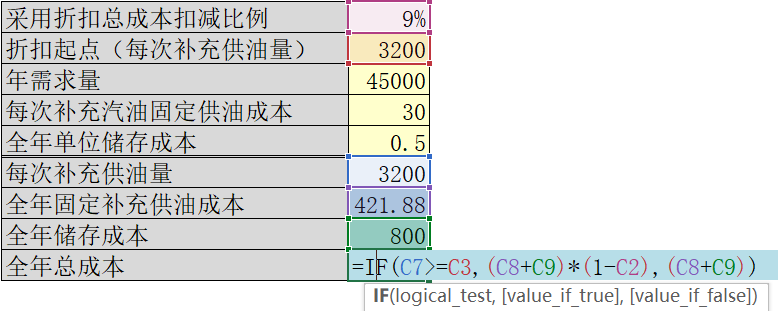 采用折扣总成本扣减比例 9%
折扣起点（每次补充供油量） 3200
年需求量 45000
每次补充汽油固定供油成本 30
全年单位储存成本 0.5
每次补充供油量 3200
全年固定补充供油成本 421.88
全年储存成本 800
全年总成本 =IF(C7>=C3,(C8+C9)*(1-C2),(C8+C9))
IF(logical_test, [value_if_true], [value_if_false])